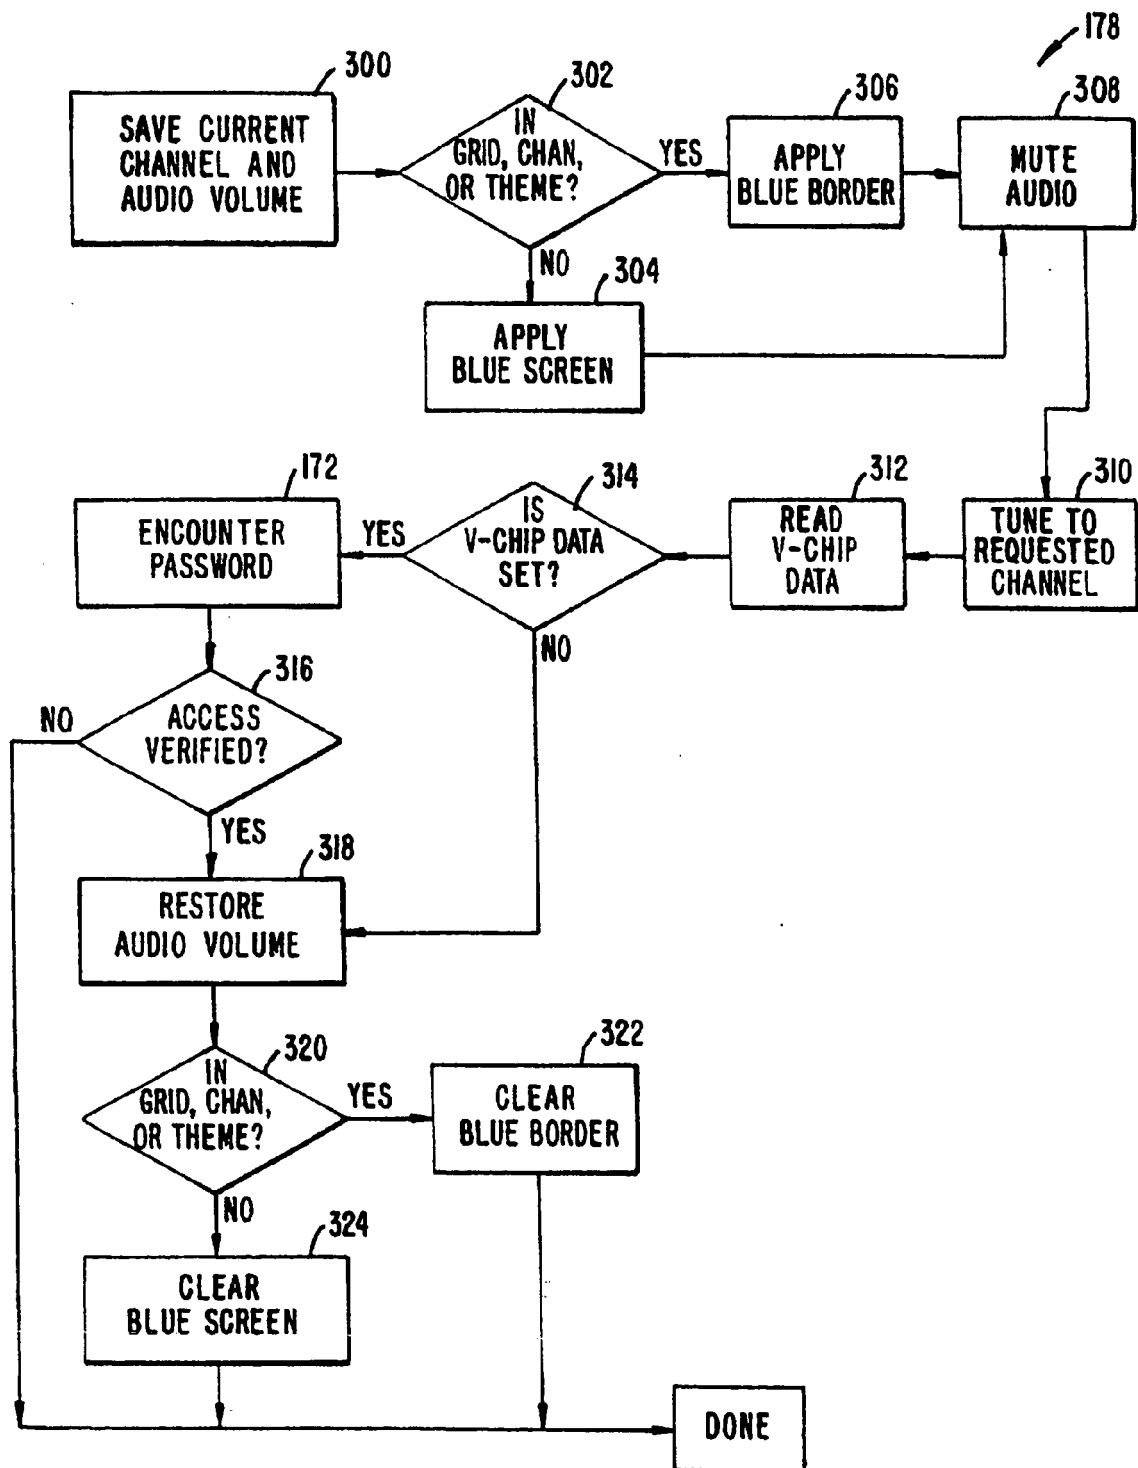 178
300
SAVE CURRENT
CHANNEL AND
AUDIO VOLUME
302
IN
GRID, CHAN,
OR THEME?
YES
NO
306
APPLY
BLUE BORDER
308
MUTE
AUDIO
304
APPLY
BLUE SCREEN
310
TUNE TO
REQUESTED
CHANNEL
312
READ
V-CHIP
DATA
314
IS
V-CHIP DATA
SET?
YES
NO
172
ENCOUNTER
PASSWORD
316
ACCESS
VERIFIED?
NO
YES
318
RESTORE
AUDIO VOLUME
320
IN
GRID, CHAN,
OR THEME?
YES
NO
322
CLEAR
BLUE BORDER
324
CLEAR
BLUE SCREEN
DONE